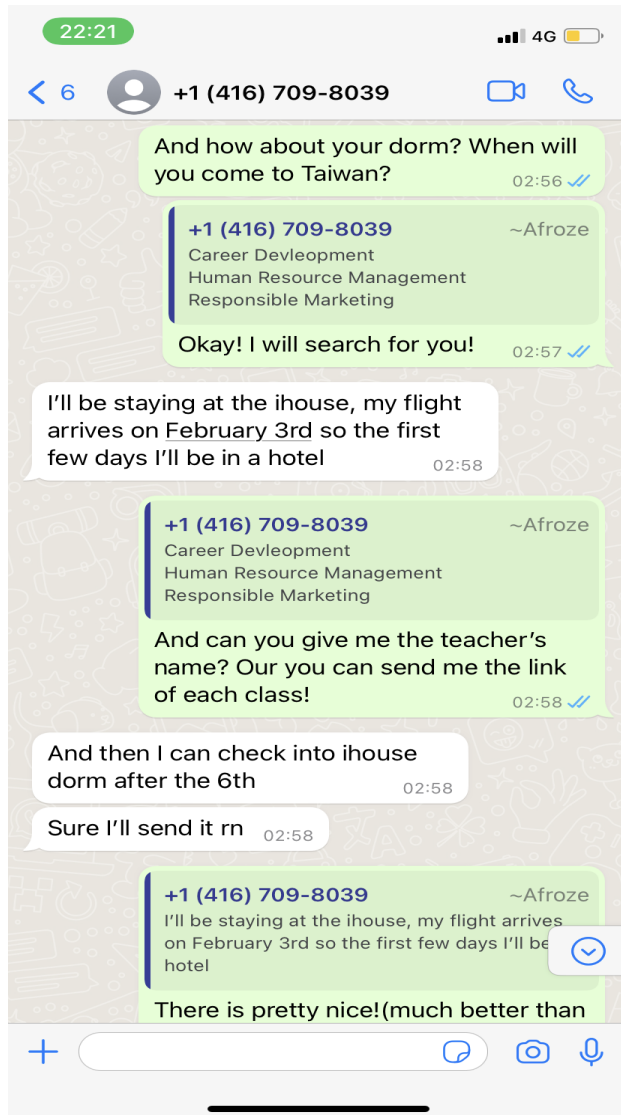 22:21
4G
6
+1 (416) 709-8039
And how about your dorm? When will
you come to Taiwan?
02:56
+1 (416) 709-8039 ~Afroze
Career Devleopment
Human Resource Management
Responsible Marketing
Okay! I will search for you!
02:57
I'll be staying at the ihouse, my flight
arrives on February 3rd so the first
few days I'll be in a hotel
02:58
+1 (416) 709-8039 ~Afroze
Career Devleopment
Human Resource Management
Responsible Marketing
And can you give me the teacher's
name? Our you can send me the link
of each class!
02:58
And then I can check into ihouse
dorm after the 6th
02:58
Sure I'll send it rn
02:58
+1 (416) 709-8039 ~Afroze
I'll be staying at the ihouse, my flight arrives
on February 3rd so the first few days I'll be
hotel
There is pretty nice!(much better than